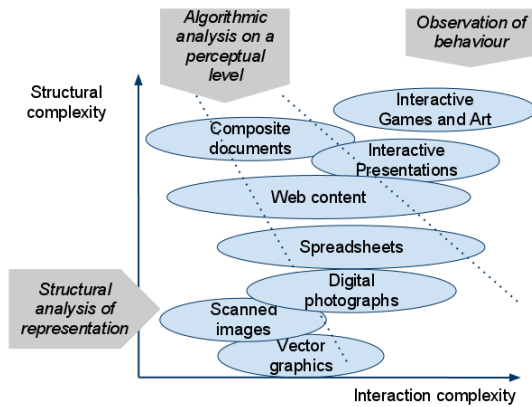 Algorithmic
analysis on a
perceptual
level
Observation of
behaviour
Structural
complexity
Interactive
Games and Art
Composite
documents
Interactive
Presentations
Web content
Spreadsheets
Digital
photographs
Structural
analysis of
representation
Scanned
images
Vector
graphics
Interaction complexity